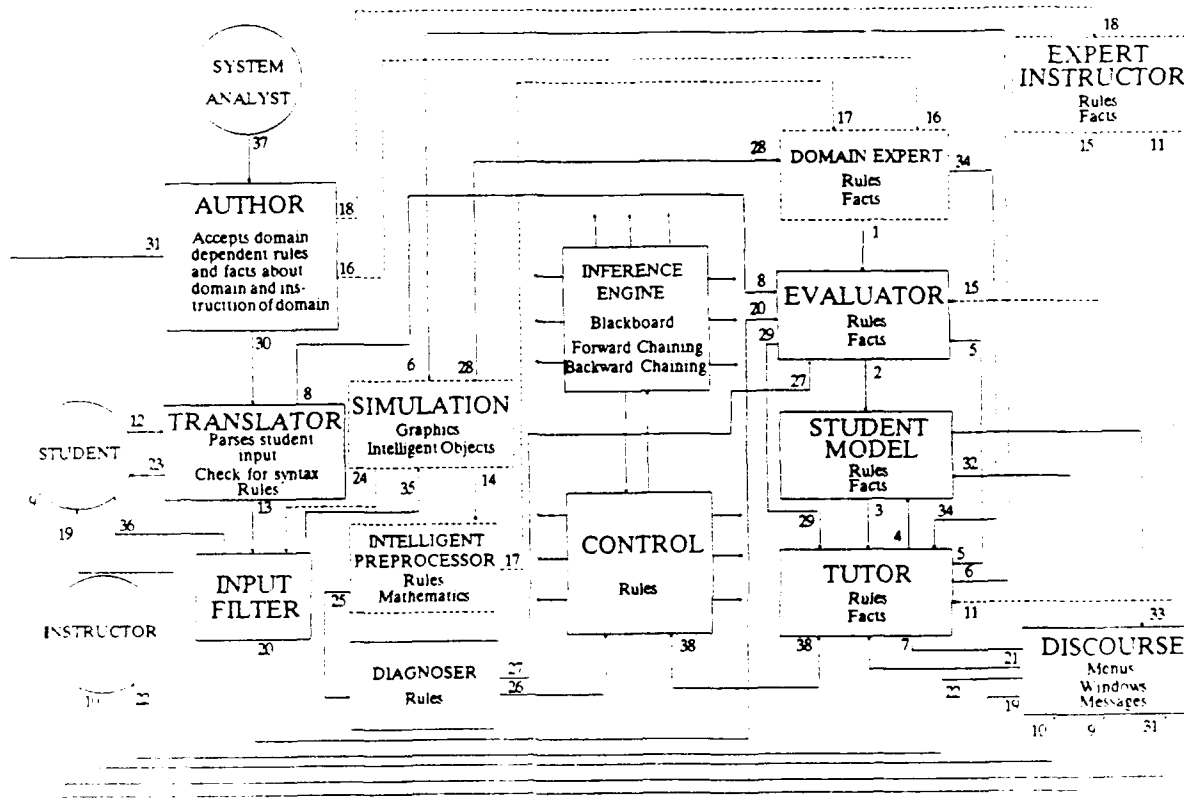 18
EXPERT
INSTRUCTOR
Rules
Facts
15
11
SYSTEM
ANALYST
37
AUTHOR
Accepts domain
dependent rules
and facts about
domain and ins-
truction of domain
18
16
31
30
17
16
28
DOMAIN EXPERT
Rules
Facts
34
1
INFERENCE
ENGINE
Blackboard
Forward Chaining
Backward Chaining
8
20
29
27
EVALUATOR
Rules
Facts
15
5
2
6
28
8
12
STUDENT
23
9
19
TRANSLATOR
Parses student
input
Check for syntax
Rules
13
SIMULATION
Graphics
Intelligent Objects
24
35
14
STUDENT
MODEL
Rules
Facts
32
29
3
4
34
36
INPUT
FILTER
20
INTELLIGENT
PREPROCESSOR
Rules
Mathematics
17
25
CONTROL
Rules
38
TUTOR
Rules
Facts
5
6
11
38
7
INSTRUCTOR
10
22
DIAGNOSER
Rules
27
26
33
DISCOURSE
Menus
Windows
Messages
21
22
19
10
9
31